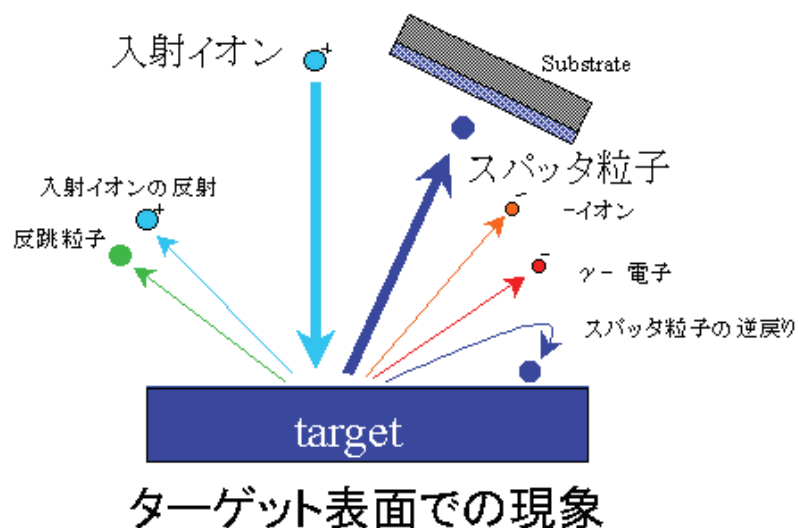 入射イオン
+
Substrate
スパッタ粒子
入射イオンの反射
+
反跳粒子
-
-イオン
-
γ- 電子
スパッタ粒子の逆戻り
target
ターゲット表面での現象